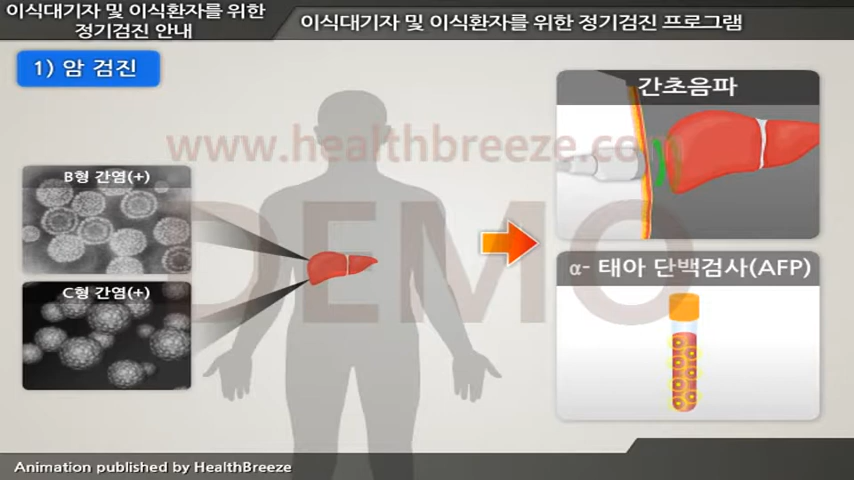 이식대기자 및 이식환자를 위한
정기검진 안내
이식대기자 및 이식환자를 위한 정기검진 프로그램
1) 암 검진
www.healthbreeze.com
DEMO
B형 간염(+)
C형 간염(+)
간초음파
α- 태아 단백검사(AFP)
Animation published by HealthBreeze